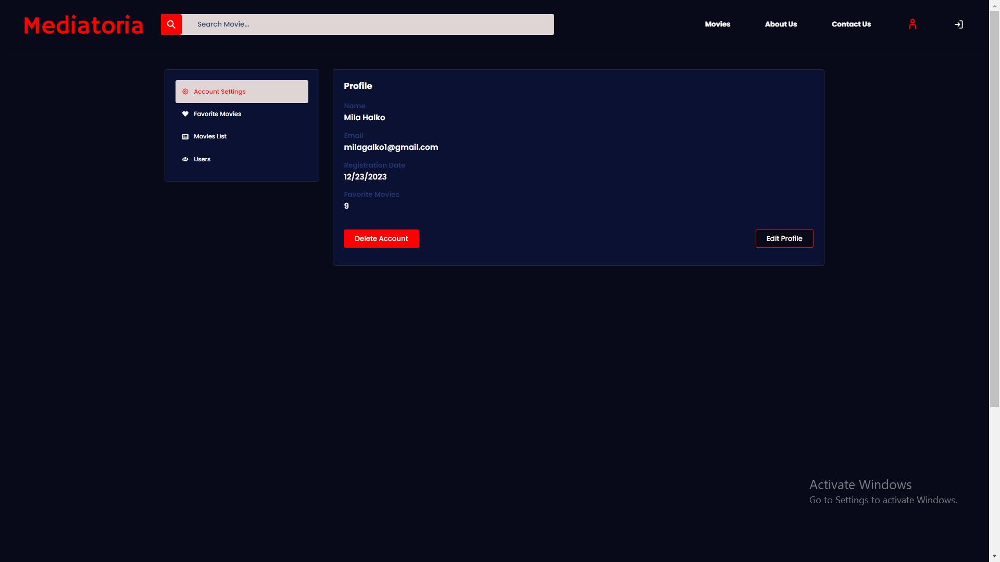 Mediatoria
Search Movie...
Movies
About Us
Contact Us
Account Settings
Favorite Movies
Movies List
Users
Profile
Name
Mila Halko
Email
milagalko1@gmail.com
Registration Date
12/23/2023
Favorite Movies
9
Delete Account
Edit Profile
Activate Windows
Go to Settings to activate Windows.